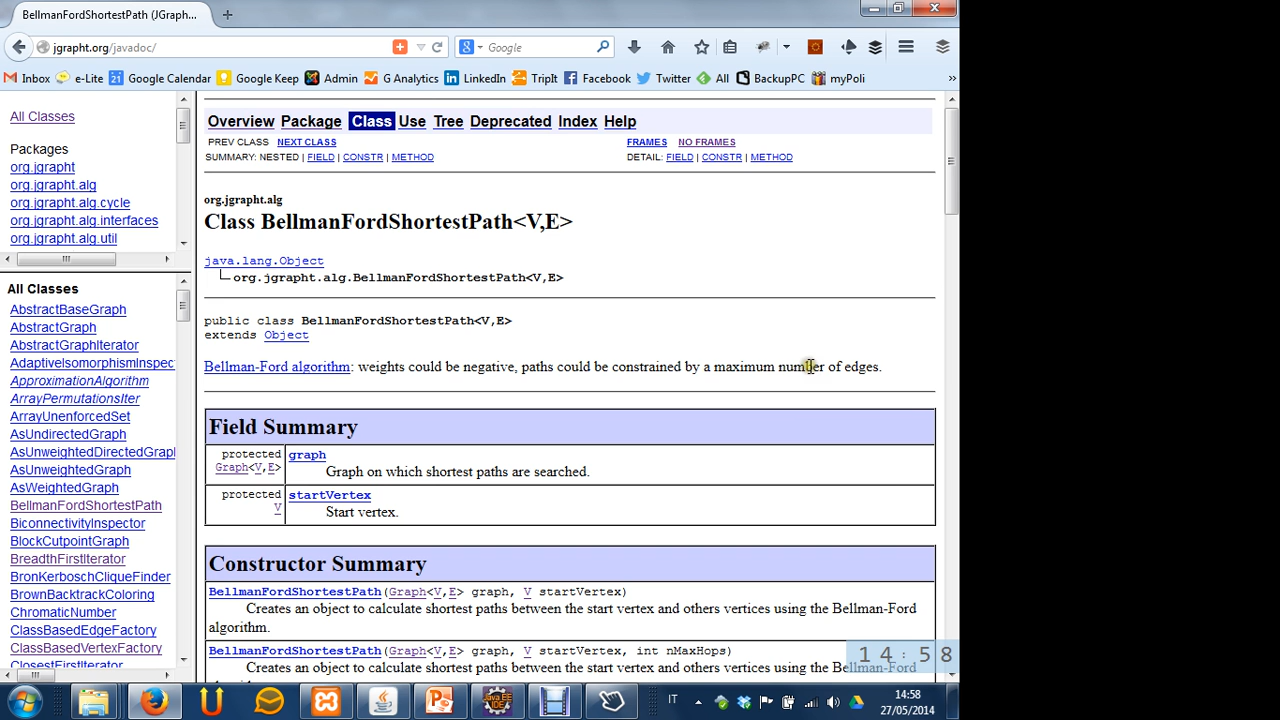 BellmanFordShortestPath (JGraph...
jgrapht.org/javadoc/
Google
Inbox e-Lite 21 Google Calendar Google Keep Admin G Analytics LinkedIn TripIt Facebook Twitter All BackupPC myPoli »
All Classes
Packages
org.jgrapht
org.jgrapht.alg
org.jgrapht.alg.cycle
org.jgrapht.alg.interfaces
org.jgrapht.alg.util
All Classes
AbstractBaseGraph
AbstractGraph
AbstractGraphIterator
AdaptiveIsomorphismInspec
ApproximationAlgorithm
ArrayPermutationsIter
ArrayUnenforcedSet
AsUndirectedGraph
AsUnweightedDirectedGrap
AsUnweightedGraph
AsWeightedGraph
BellmanFordShortestPath
BiconnectivityInspector
BlockCutpointGraph
BreadthFirstIterator
BronKerboschCliqueFinder
BrownBacktrackColoring
ChromaticNumber
ClassBasedEdgeFactory
ClassBasedVertexFactory
ClosestFirstIterator
Overview Package Class Use Tree Deprecated Index Help
PREV CLASS NEXT CLASS FRAMES NO FRAMES
SUMMARY: NESTED | FIELD | CONSTR | METHOD DETAIL: FIELD | CONSTR | METHOD
org.jgrapht.alg
Class BellmanFordShortestPath<V,E>
java.lang.Object
org.jgrapht.alg.BellmanFordShortestPath<V,E>
public class BellmanFordShortestPath<V,E>
extends Object
Bellman-Ford algorithm: weights could be negative, paths could be constrained by a maximum number of edges.
Field Summary
protected Graph<V,E> graph
Graph on which shortest paths are searched.
protected V startVertex
Start vertex.
Constructor Summary
BellmanFordShortestPath(Graph<V,E> graph, V startVertex)
Creates an object to calculate shortest paths between the start vertex and others vertices using the Bellman-Ford
algorithm.
BellmanFordShortestPath(Graph<V,E> graph, V startVertex, int nMaxHops)
Creates an object to calculate shortest paths between the start vertex and others vertices using the Bellman-Ford
14:58
IT
14:58
27/05/2014